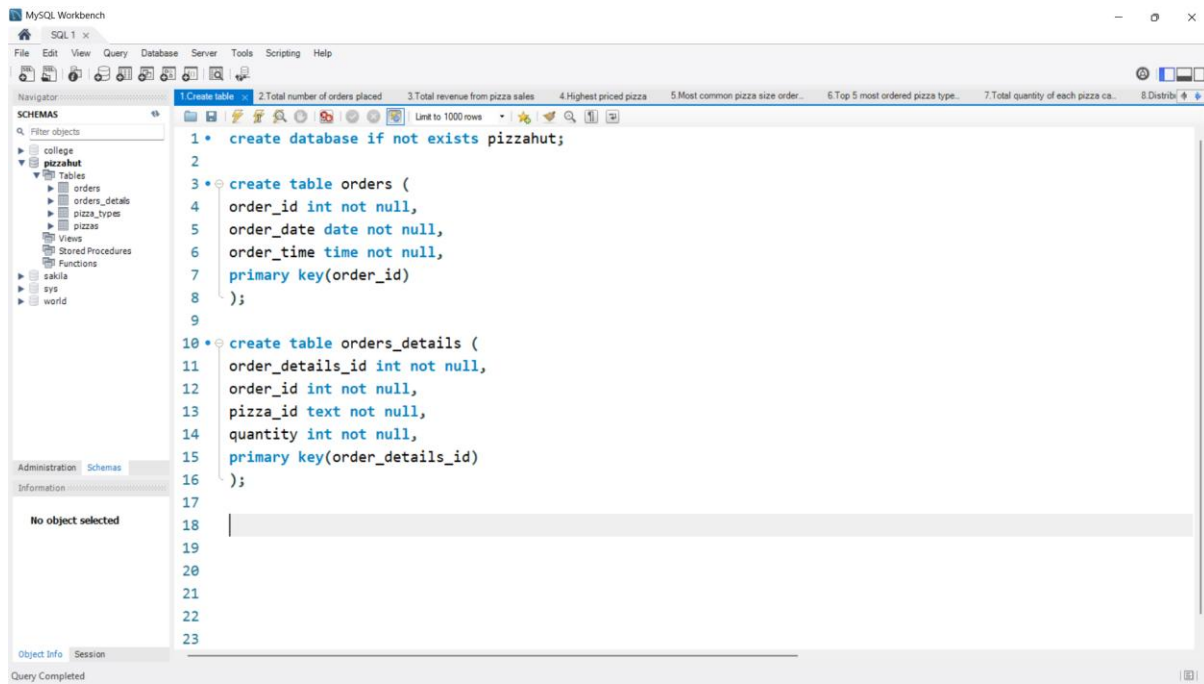 MySQL Workbench
SQL 1 ×
File Edit View Query Database Server Tools Scripting Help
Navigator
1.Create table × 2.Total number of orders placed 3.Total revenue from pizza sales 4.Highest priced pizza 5.Most common pizza size order... 6.Top 5 most ordered pizza type... 7.Total quantity of each pizza ca... 8.Distrib
SCHEMAS
Limit to 1000 rows
Filter objects
college
pizzahut
Tables
orders
orders_details
pizza_types
pizzas
Views
Stored Procedures
Functions
sakila
sys
world
1 create database if not exists pizzahut;
2
3 create table orders (
4 order_id int not null,
5 order_date date not null,
6 order_time time not null,
7 primary key(order_id)
8 );
9
10 create table orders_details (
11 order_details_id int not null,
12 order_id int not null,
13 pizza_id text not null,
14 quantity int not null,
15 primary key(order_details_id)
16 );
17
18
19
20
21
22
23
Administration Schemas
Information
No object selected
Object Info Session
Query Completed